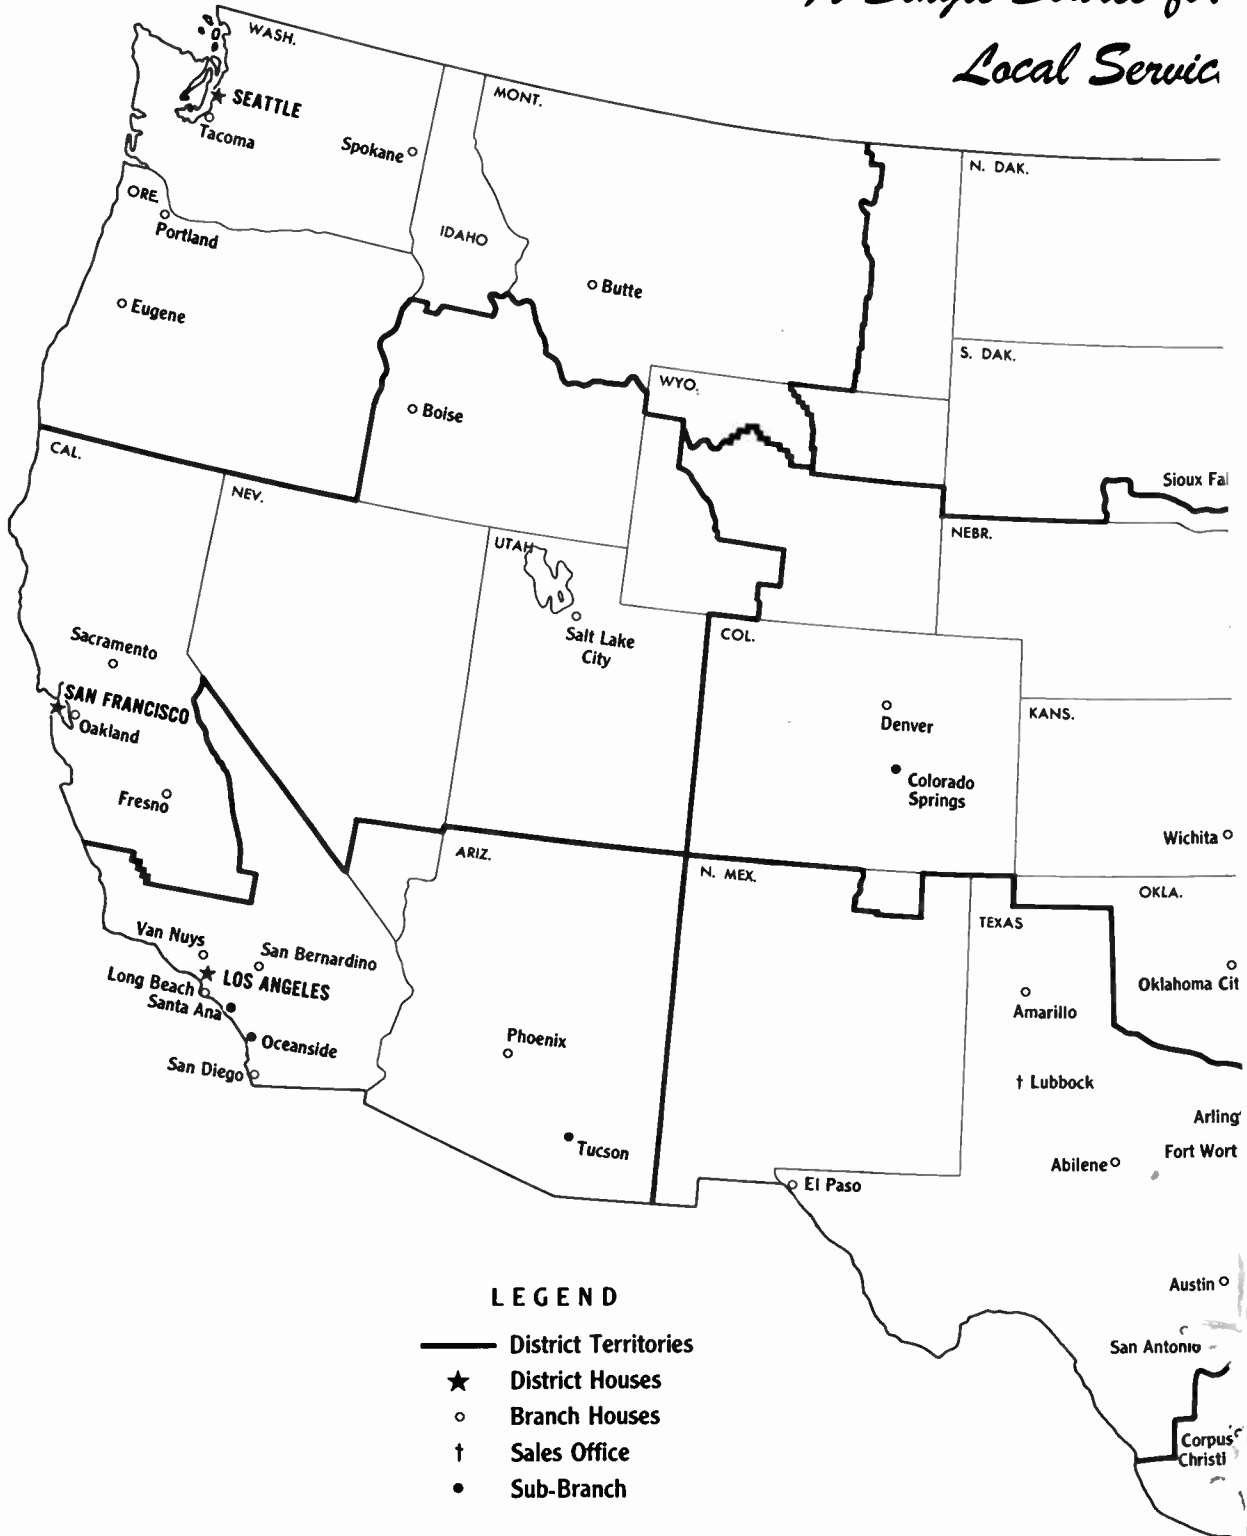 Local Servic
WASH.
SEATTLE
Tacoma
Spokane
MONT.
N. DAK.
ORE.
Portland
IDAHO
Butte
Eugene
S. DAK.
WYO.
Boise
CAL.
NEV.
Sioux Fal
UTAH
NEBR.
Salt Lake
City
COL.
Sacramento
SAN FRANCISCO
Oakland
Denver
KANS.
Colorado
Springs
Fresno
Wichita
ARIZ.
N. MEX.
OKLA.
TEXAS
Van Nuys
San Bernardino
LOS ANGELES
Long Beach
Santa Ana
Oklahoma Cit
Amarillo
Oceanside
Phoenix
San Diego
† Lubbock
Arling
Tucson
Fort Wort
Abilene
El Paso
Austin
San Antonio
Corpus
Christi
LEGEND
District Territories
★ District Houses
○ Branch Houses
† Sales Office
● Sub-Branch